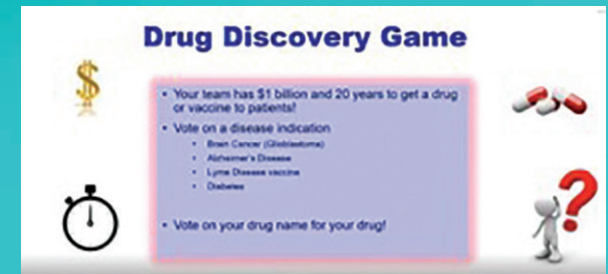 Drug Discovery Game
• Your team has $1 billion and 20 years to get a drug
or vaccine to patients!
• Vote on a disease indication
• Brain Cancer (Glioblastoma)
• Alzheimer's Disease
• Lyme Disease vaccine
• Diabetes
• Vote on your drug name for your drug!